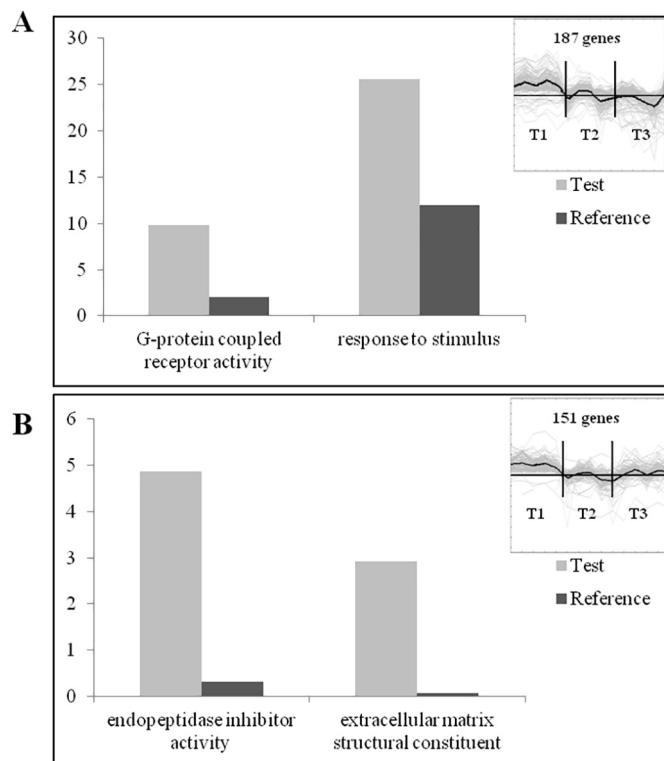 A
30
25
20
15
10
5
0
G-protein coupled
receptor activity
response to stimulus
187 genes
T1 T2 T3
Test
Reference
B
6
5
4
3
2
1
0
endopeptidase inhibitor
activity
extracellular matrix
structural constituent
151 genes
T1 T2 T3
Test
Reference